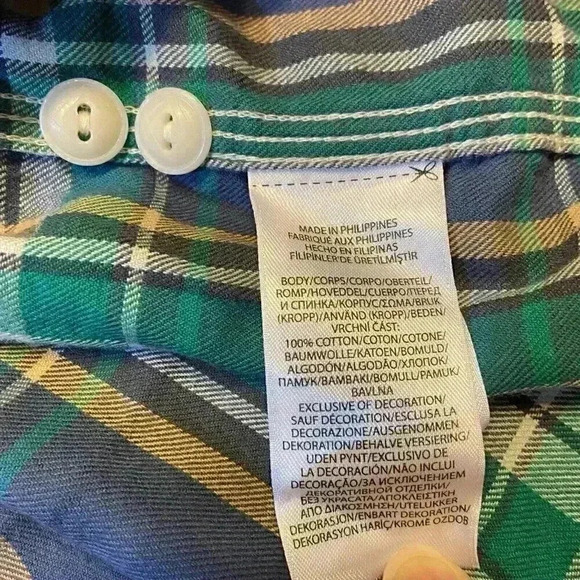 MADE IN PHILIPPINES
FABRIQUÉ AUX PHILIPPINES
HECHO EN FILIPINAS
FİLİPİNLER'DE ÜRETİLMİŞTİR
BODY/CORPS/CORPO/OBERTEIL/
ROMP/HOVEDDEL/CUERPO/ПЕРЕД
И СПИНКА/КОРПУС/ΣΩΜΑ/BRUK
(KROPP)/ANVÄND (KROPP)/BEDEN/
VRCHNÍ ČÁST:
100% COTTON/COTON/COTONE/
BAUMWOLLE/KATOEN/BOMULD/
ALGODÓN/ALGODÃO/ХЛОПОК/
ПАМУК/ΒΑΜΒΑΚΙ/BOMULL/PAMUK/
BAVLNA
EXCLUSIVE OF DECORATION/
SAUF DÉCORATION/ESCLUSA LA
DECORAZIONE/AUSGENOMMEN
DEKORATION/BEHALVE VERSIERING/
UDEN PYNT/EXCLUSIVO DE
LA DECORACIÓN/NÃO INCLUI
DECORAÇÃO/ЗА ИСКЛЮЧЕНИЕМ
ДЕКОРАТИВНОЙ ОТДЕЛКИ/
БЕЗ УКРАСАТА/ΑΠΟΚΛΕΙΣΤΙΚΗ
ΑΠΟ ΔΙΑΚΟΣΜΗΣΗ/UTELUKKER
DEKORASJON/ENBART DEKORATION/
DEKORASYON HARİÇ/KROMĚ OZDOB